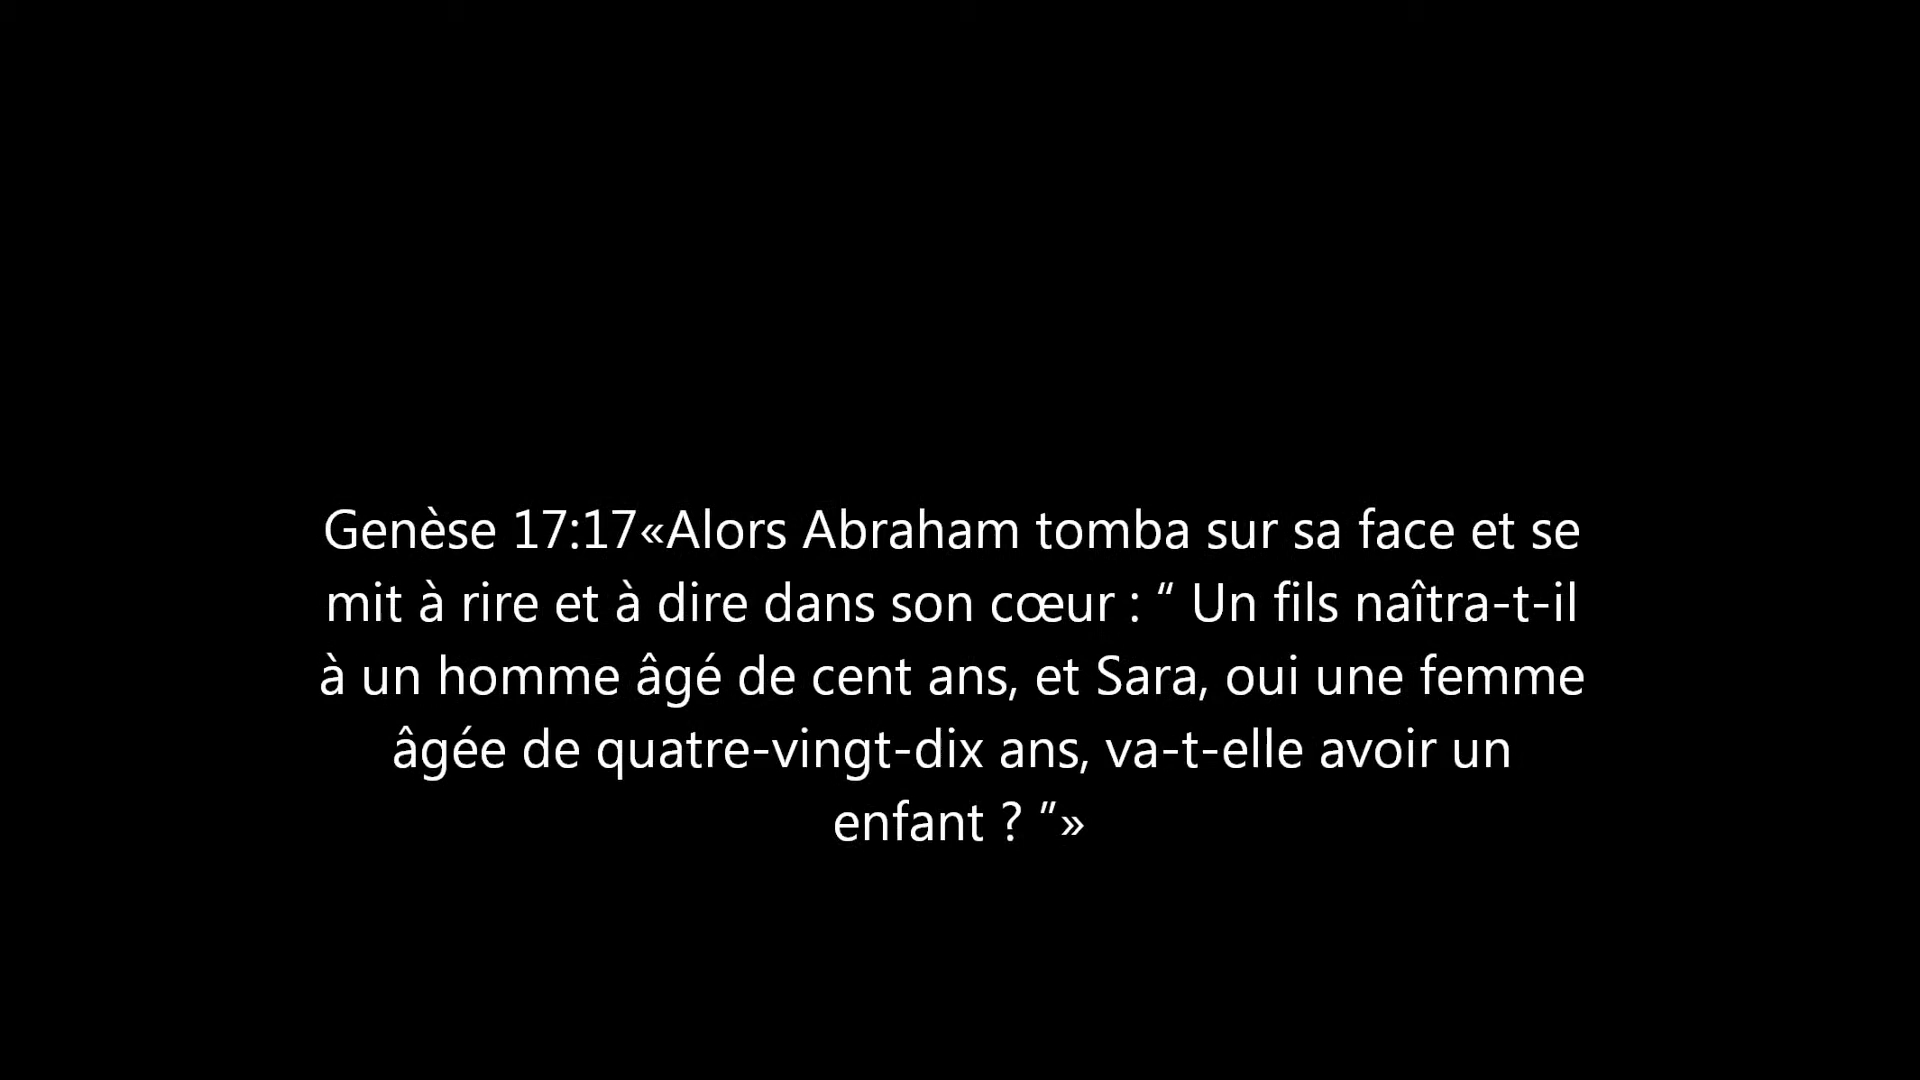 Genèse 17:17«Alors Abraham tomba sur sa face et se
mit à rire et à dire dans son cœur : “ Un fils naîtra-t-il
à un homme âgé de cent ans, et Sara, oui une femme
âgée de quatre-vingt-dix ans, va-t-elle avoir un
enfant ? ”»